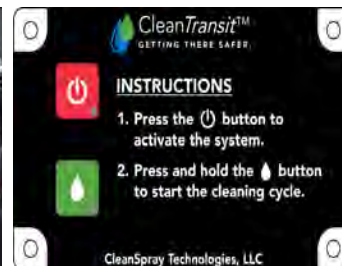 CleanTransit™
GETTING THERE SAFER.
INSTRUCTIONS
1. Press the button to
activate the system.
2. Press and hold the button
to start the cleaning cycle.
CleanSpray Technologies, LLC